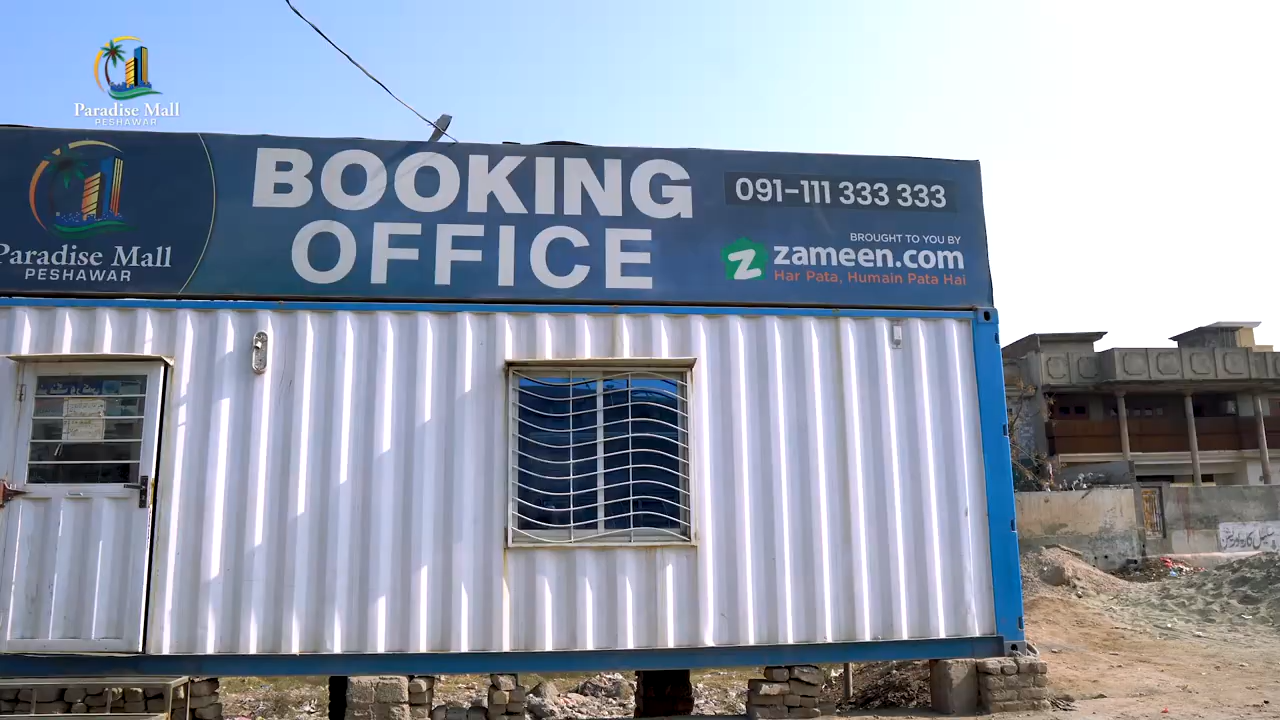 Paradise Mall
PESHAWAR
Paradise Mall
PESHAWAR
BOOKING
OFFICE
091-111 333 333
BROUGHT TO YOU BY
zameen.com
Har Pata, Humain Pata Hai